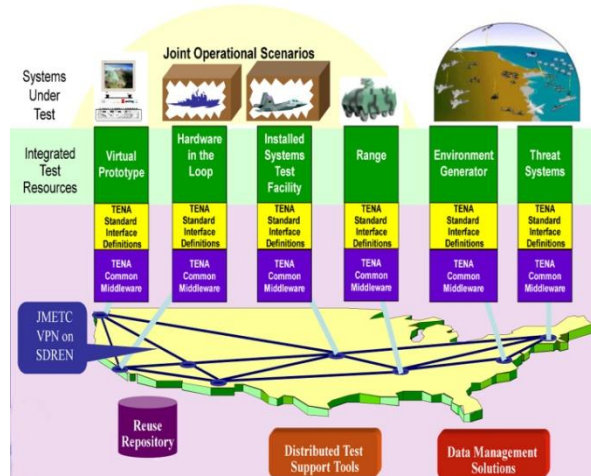 Joint Operational Scenarios
Systems
Under
Test
Integrated
Test
Resources
Virtual
Prototype
Hardware
in the
Loop
Installed
Systems
Test
Facility
Range
Environment
Generator
Threat
Systems
TENA
Standard
Interface
Definitions
TENA
Standard
Interface
Definitions
TENA
Standard
Interface
Definitions
TENA
Standard
Interface
Definitions
TENA
Standard
Interface
Definitions
TENA
Standard
Interface
Definitions
TENA
Common
Middleware
TENA
Common
Middleware
TENA
Common
Middleware
TENA
Common
Middleware
TENA
Common
Middleware
TENA
Common
Middleware
JMETC
VPN on
SDREN
Reuse
Repository
Distributed Test
Support Tools
Data Management
Solutions